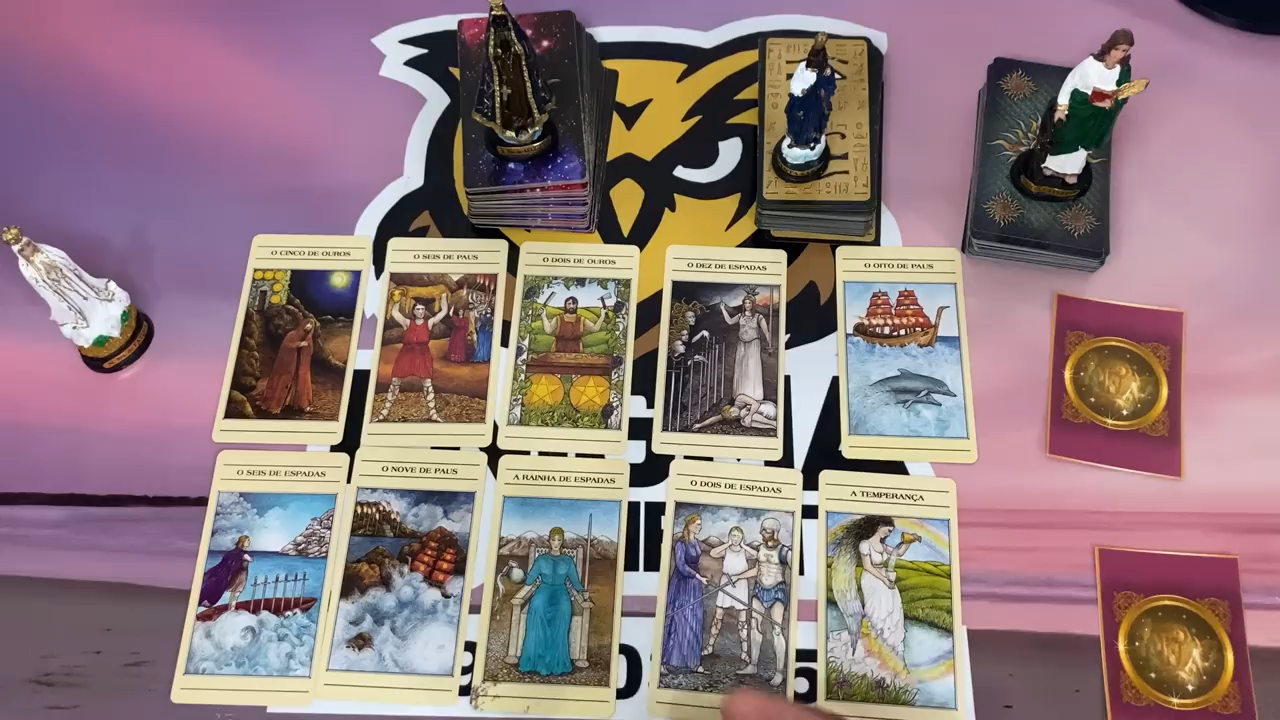 O CINCO DE OUROS
O SEIS DE PAUS
O DOIS DE OUROS
O DEZ DE ESPADAS
O OITO DE PAUS
O SEIS DE ESPADAS
O NOVE DE PAUS
A RAINHA DE ESPADAS
O DOIS DE ESPADAS
A TEMPERANÇA